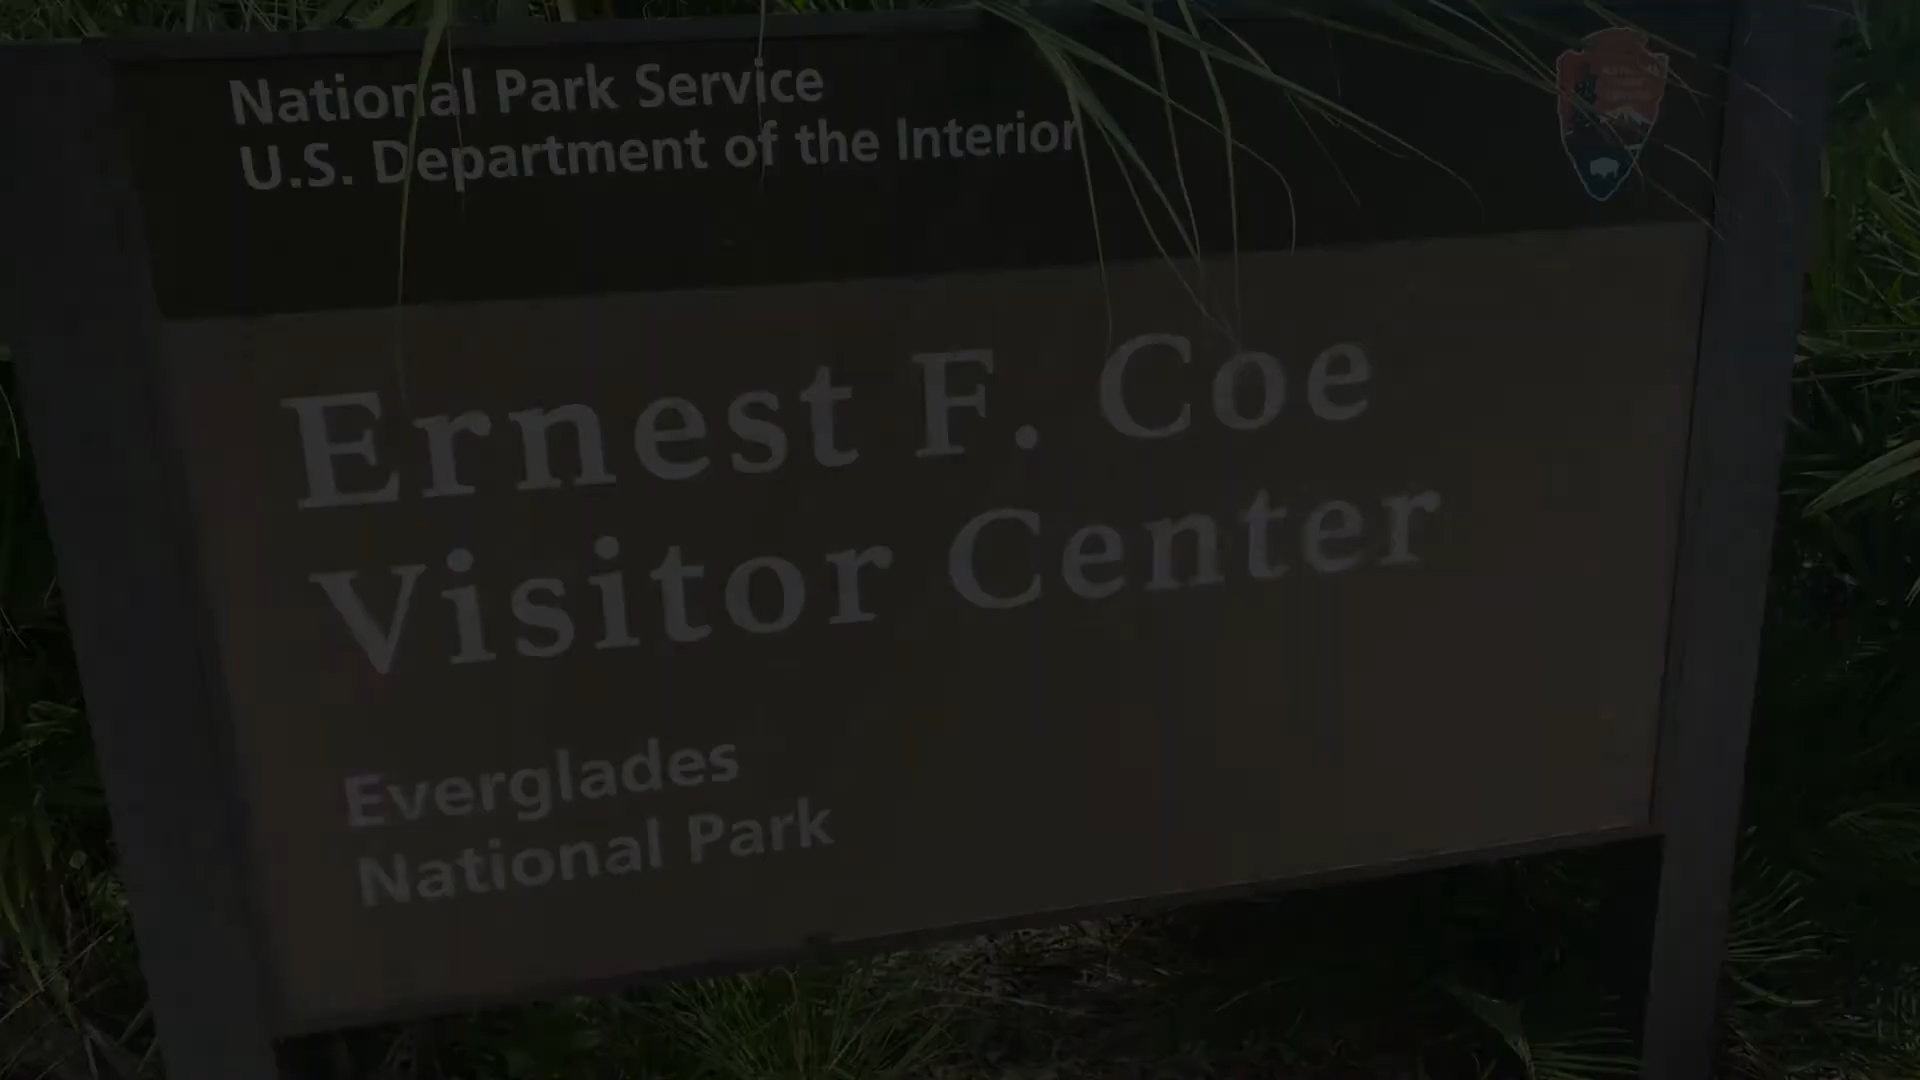 National Park Service
U.S. Department of the Interior
Ernest F. Coe
Visitor Center
Everglades
National Park